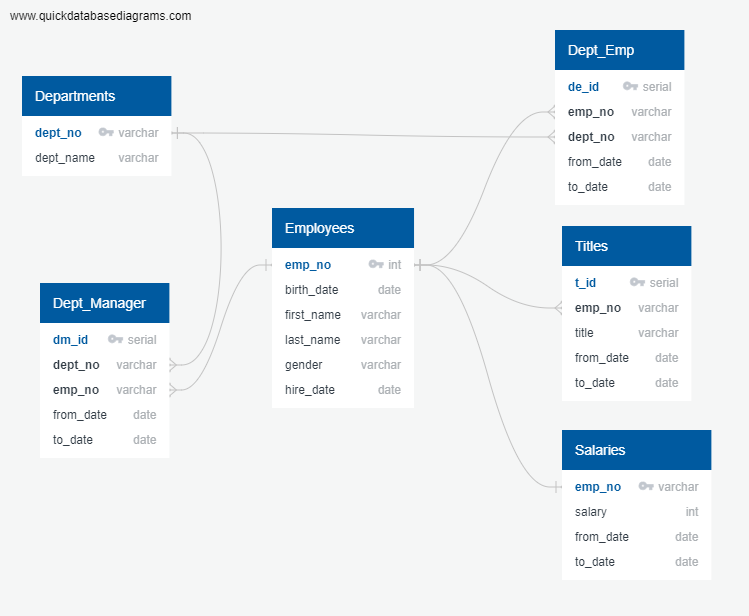 www.quickdatabasediagrams.com
Departments
dept_no varchar
dept_name varchar
Dept_Manager
dm_id serial
dept_no varchar
emp_no varchar
from_date date
to_date date
Employees
emp_no int
birth_date date
first_name varchar
last_name varchar
gender varchar
hire_date date
Dept_Emp
de_id serial
emp_no varchar
dept_no varchar
from_date date
to_date date
Titles
t_id serial
emp_no varchar
title varchar
from_date date
to_date date
Salaries
emp_no varchar
salary int
from_date date
to_date date